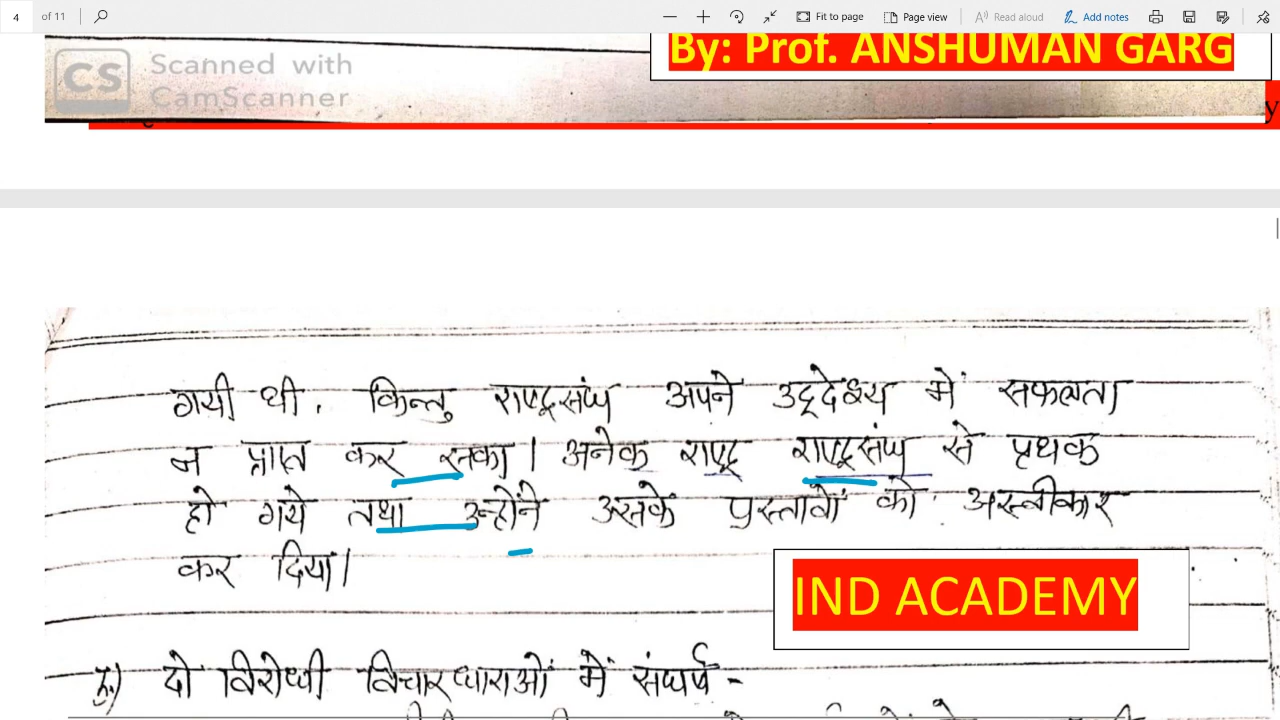 4 of 11 Fit to page Page view Read aloud Add notes
By: Prof. ANSHUMAN GARG
CS Scanned with
CamScanner
y
गयी थी. किन्तु राष्ट्रसंघ अपने उद्देश्य में सफलता
न प्राप्त कर सका। अनेक राष्ट्र राष्ट्रसंघ से प्रथक
हो गये तथा उन्होंने उसके प्रस्तावों को अस्वीकार
कर दिया।
IND ACADEMY
दो विरोधी विचारधाराओं में संघर्ष -